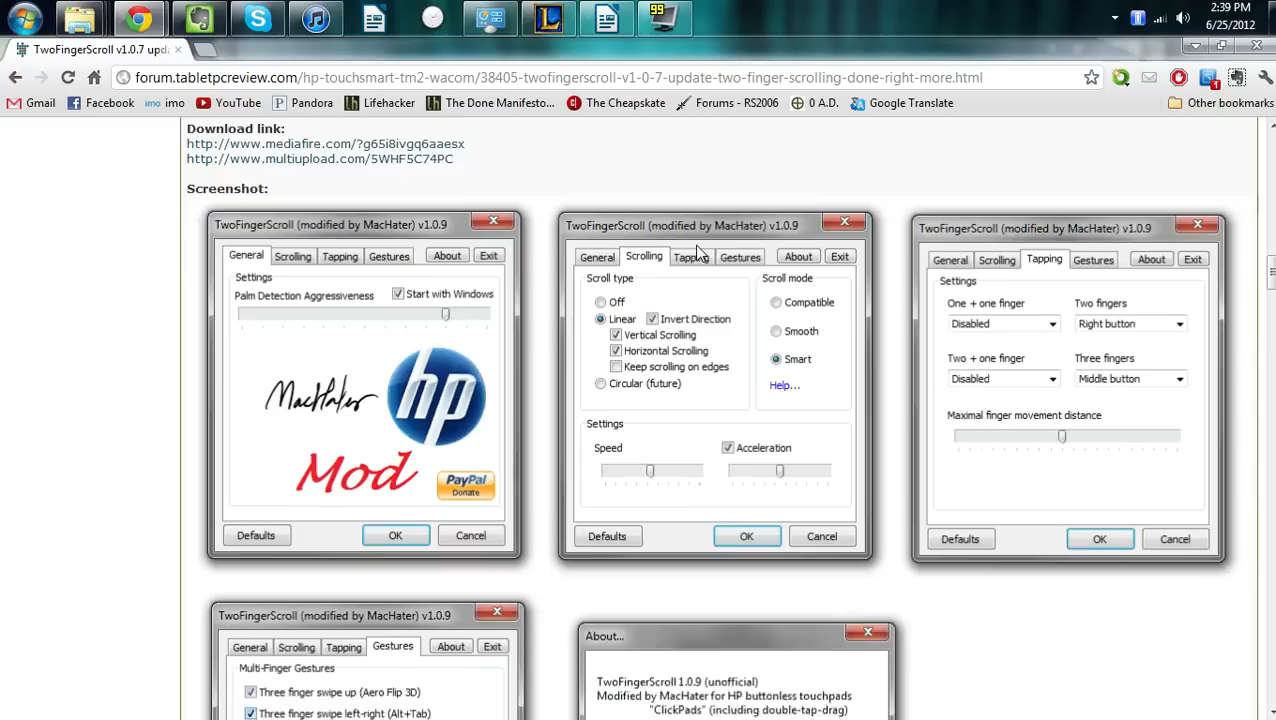 99
2:39 PM
6/25/2012
TwoFingerScroll v1.0.7 upda
forum.tabletpcreview.com/hp-touchsmart-tm2-wacom/38405-twofingerscroll-v1-0-7-update-two-finger-scrolling-done-right-more.html
1
Gmail Facebook imo imo YouTube Pandora Lifehacker The Done Manifesto... The Cheapskate Forums - RS2006 0 A.D. Google Translate Other bookmarks
Download link:
http://www.mediafire.com/?g65i8ivgq6aaesx
http://www.multiupload.com/5WHF5C74PC
Screenshot:
TwoFingerScroll (modified by MacHater) v1.0.9
General Scrolling Tapping Gestures About Exit
Settings
Palm Detection Aggressiveness Start with Windows
MacHater hp
Mod
PayPal
Donate
Defaults OK Cancel
TwoFingerScroll (modified by MacHater) v1.0.9
General Scrolling Tapping Gestures About Exit
Scroll type Scroll mode
Off Compatible
Linear Invert Direction
Vertical Scrolling Smooth
Horizontal Scrolling
Keep scrolling on edges Smart
Circular (future) Help...
Settings
Speed Acceleration
Defaults OK Cancel
TwoFingerScroll (modified by MacHater) v1.0.9
General Scrolling Tapping Gestures About Exit
Settings
One + one finger Two fingers
Disabled Right button
Two + one finger Three fingers
Disabled Middle button
Maximal finger movement distance
Defaults OK Cancel
TwoFingerScroll (modified by MacHater) v1.0.9
General Scrolling Tapping Gestures About Exit
Multi-Finger Gestures
Three finger swipe up (Aero Flip 3D)
Three finger swipe left-right (Alt+Tab)
About...
TwoFingerScroll 1.0.9 (unofficial)
Modified by MacHater for HP buttonless touchpads
"ClickPads" (including double-tap-drag)